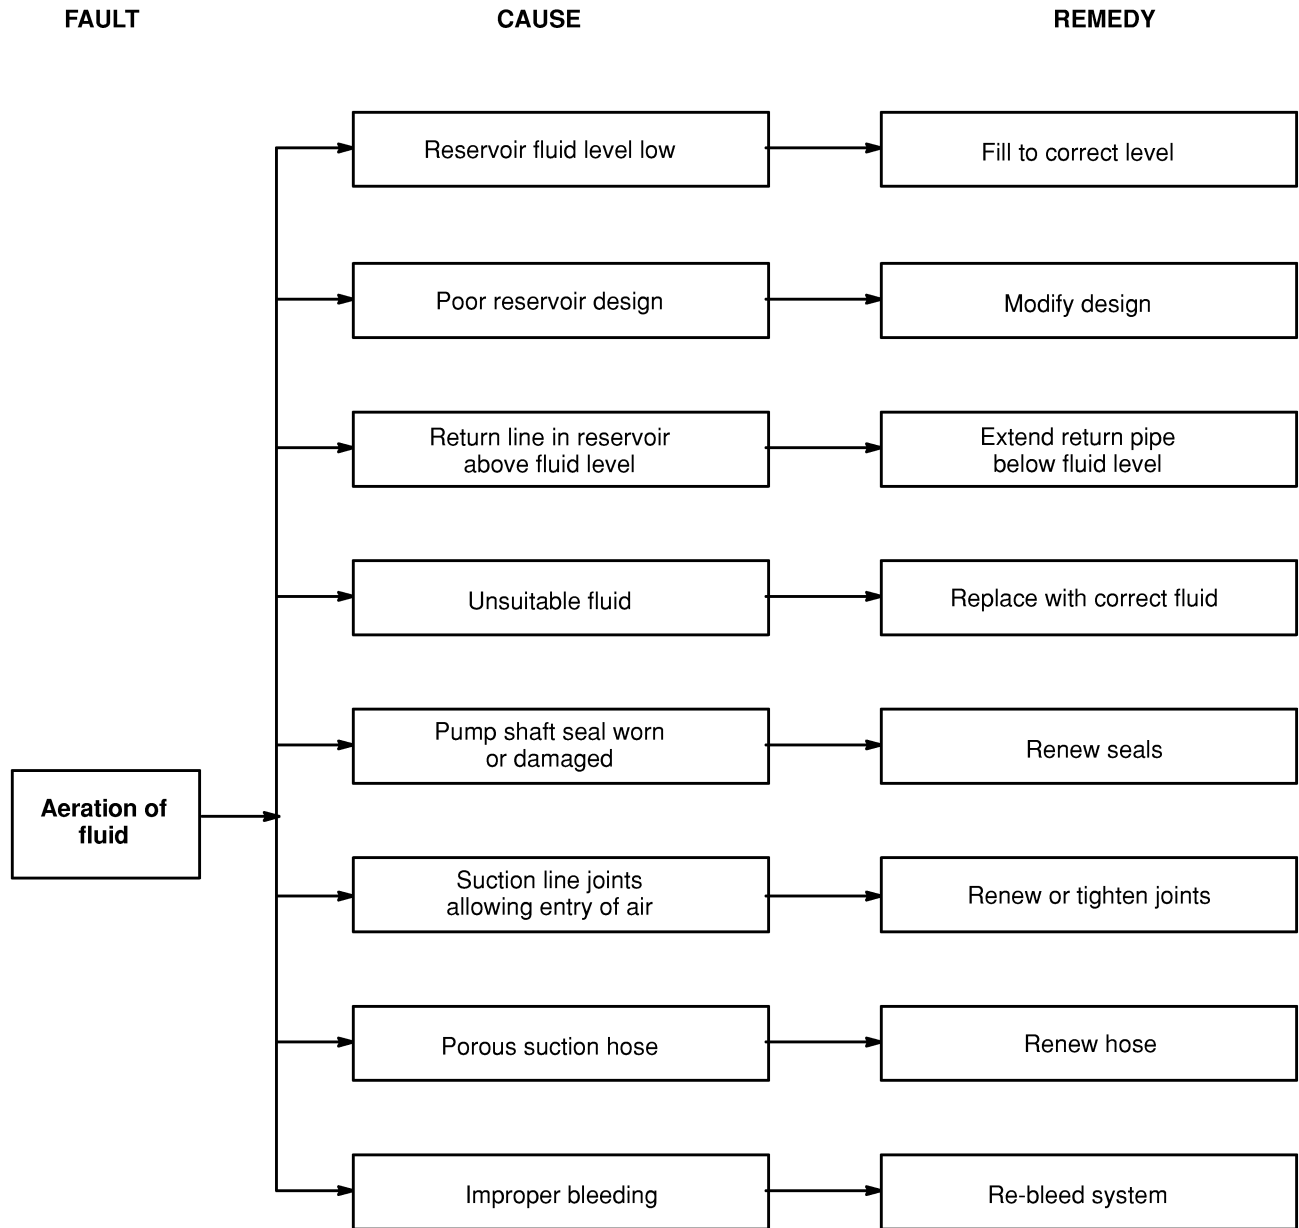 FAULT
CAUSE
REMEDY
Reservoir fluid level low
Fill to correct level
Poor reservoir design
Modify design
Return line in reservoir
above fluid level
Extend return pipe
below fluid level
Unsuitable fluid
Replace with correct fluid
Pump shaft seal worn
or damaged
Renew seals
Aeration of
fluid
Suction line joints
allowing entry of air
Renew or tighten joints
Porous suction hose
Renew hose
Improper bleeding
Re-bleed system